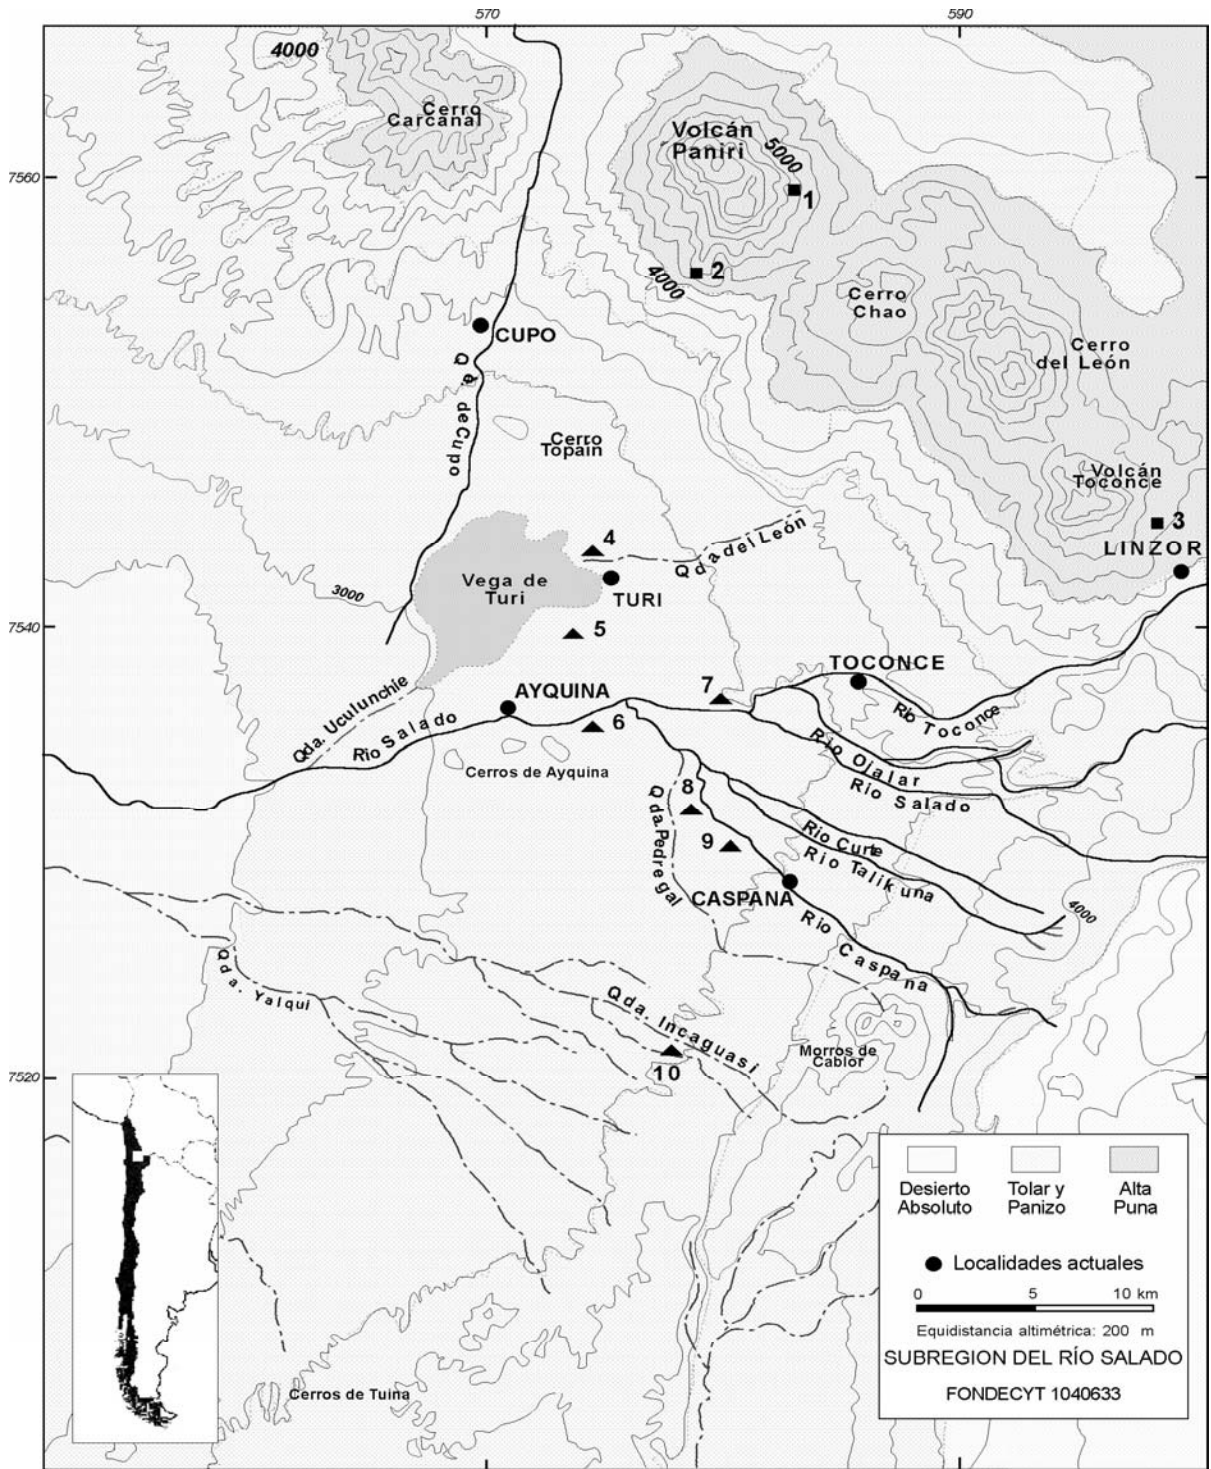 570
590
4000
Cerro
Carcanal
Volcán
Paniri
5000
7560
1
2
4000
Cerro
Chao
CUPO
Cerro
del León
Qda. de Cupo
Cerro
Topaín
Volcán
Toconce
3
LINZOR
4
Qda del León
Vega de
Turi
TURI
3000
5
7540
TOCONCE
7
AYQUINA
Qda. Uculunchie
Río Salado
6
Río Toconce
Río Ojalar
Río Salado
Cerros de Ayquina
8
Qda. Pedregal
9
Río Curte
Río Talikuna
CASPANA
4000
Río Caspana
Qda. Yalqui
Qda. Incaguasi
Morros de
Cablor
10
7520
Desierto
Absoluto
Tolar y
Panizo
Alta
Puna
Localidades actuales
0 5 10 km
Equidistancia altimétrica: 200 m
SUBREGION DEL RÍO SALADO
FONDECYT 1040633
Cerros de Tuina